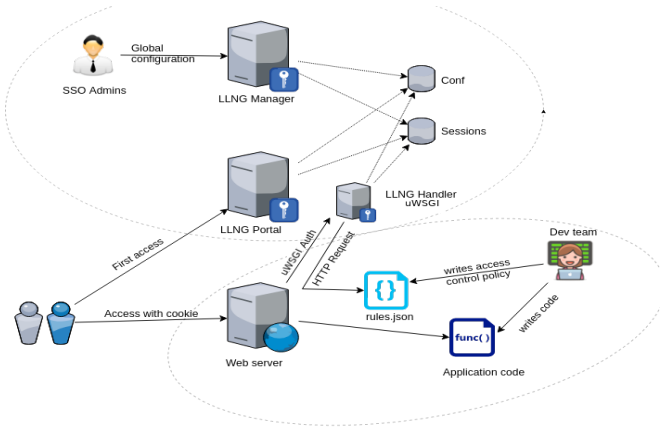 Global
configuration
SSO Admins
LLNG Manager
Conf
Sessions
LLNG Handler
uWSGI
LLNG Portal
First access
uWSGI Auth
HTTP Request
Dev team
writes access
control policy
{}
rules.json
writes code
Access with cookie
func()
Web server
Application code